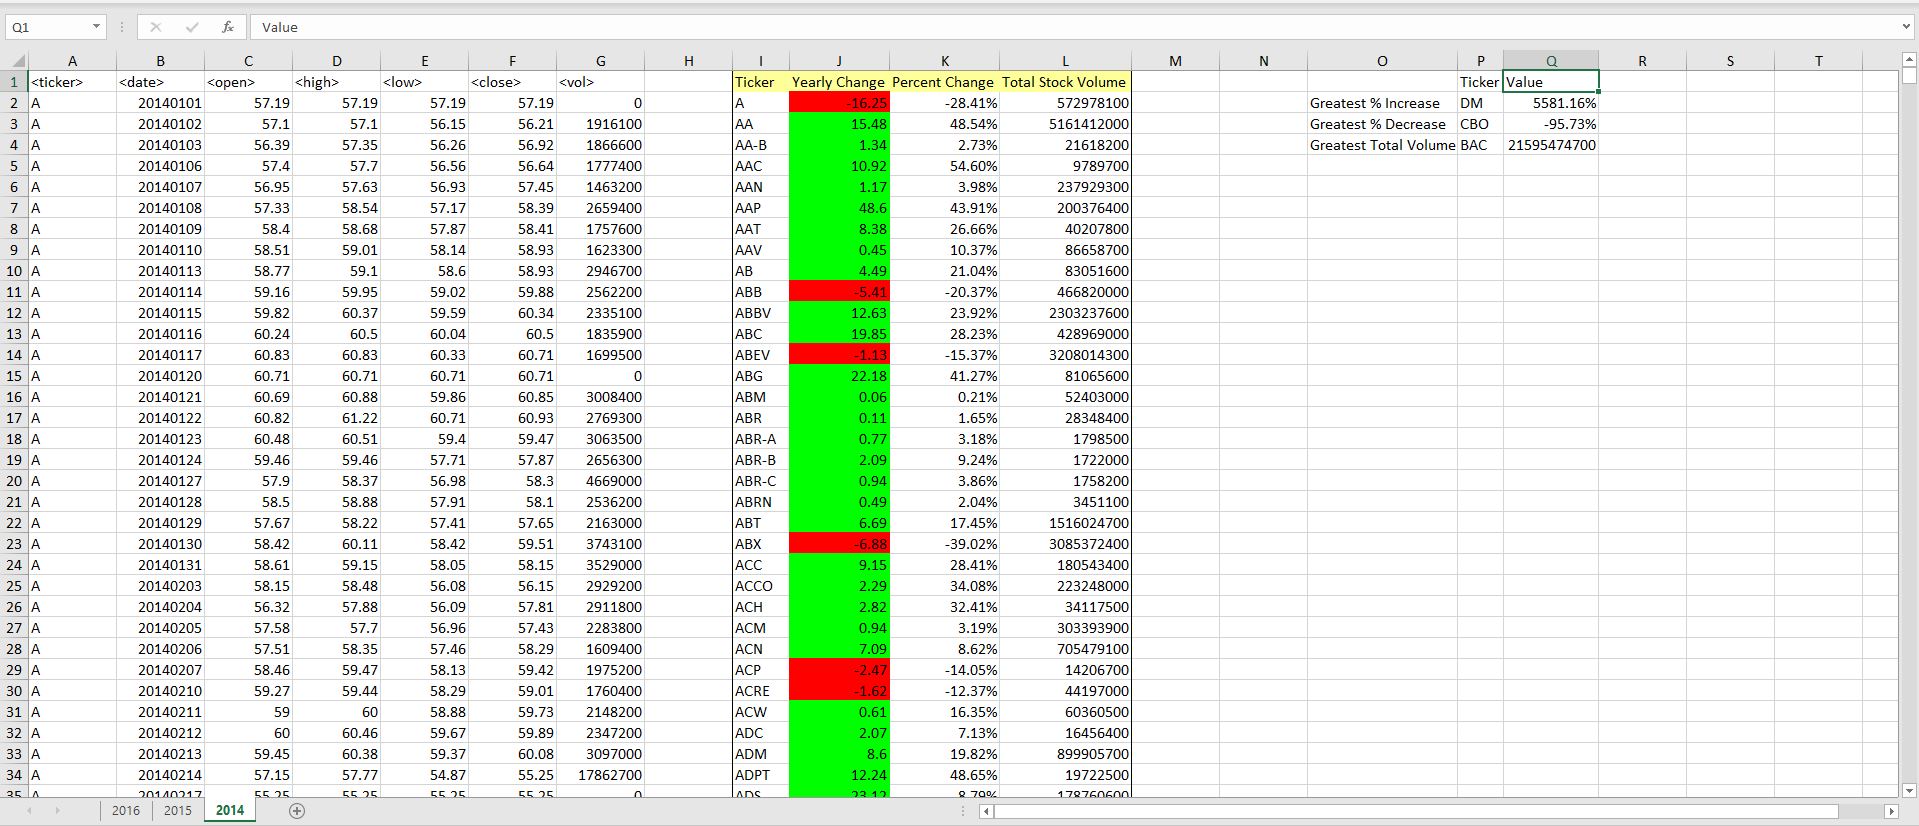 Q1 fx Value
A B C D E F G H I J K L M N O P Q R S T
1 <ticker> <date> <open> <high> <low> <close> <vol> Ticker Yearly Change Percent Change Total Stock Volume Ticker Value
2 A 20140101 57.19 57.19 57.19 57.19 0 A -16.25 -28.41% 572978100 Greatest % Increase DM 5581.16%
3 A 20140102 57.1 57.1 56.15 56.21 1916100 AA 15.48 48.54% 5161412000 Greatest % Decrease CBO -95.73%
4 A 20140103 56.39 57.35 56.26 56.92 1866600 AA-B 1.34 2.73% 21618200 Greatest Total Volume BAC 21595474700
5 A 20140106 57.4 57.7 56.56 56.64 1777400 AAC 10.92 54.60% 9789700
6 A 20140107 56.95 57.63 56.93 57.45 1463200 AAN 1.17 3.98% 237929300
7 A 20140108 57.33 58.54 57.17 58.39 2659400 AAP 48.6 43.91% 200376400
8 A 20140109 58.4 58.68 57.87 58.41 1757600 AAT 8.38 26.66% 40207800
9 A 20140110 58.51 59.01 58.14 58.93 1623300 AAV 0.45 10.37% 86658700
10 A 20140113 58.77 59.1 58.6 58.93 2946700 AB 4.49 21.04% 83051600
11 A 20140114 59.16 59.95 59.02 59.88 2562200 ABB -5.41 -20.37% 466820000
12 A 20140115 59.82 60.37 59.59 60.34 2335100 ABBV 12.63 23.92% 2303237600
13 A 20140116 60.24 60.5 60.04 60.5 1835900 ABC 19.85 28.23% 428969000
14 A 20140117 60.83 60.83 60.33 60.71 1699500 ABEV -1.13 -15.37% 3208014300
15 A 20140120 60.71 60.71 60.71 60.71 0 ABG 22.18 41.27% 81065600
16 A 20140121 60.69 60.88 59.86 60.85 3008400 ABM 0.06 0.21% 52403000
17 A 20140122 60.82 61.22 60.71 60.93 2769300 ABR 0.11 1.65% 28348400
18 A 20140123 60.48 60.51 59.4 59.47 3063500 ABR-A 0.77 3.18% 1798500
19 A 20140124 59.46 59.46 57.71 57.87 2656300 ABR-B 2.09 9.24% 1722000
20 A 20140127 57.9 58.37 56.98 58.3 4669000 ABR-C 0.94 3.86% 1758200
21 A 20140128 58.5 58.88 57.91 58.1 2536200 ABRN 0.49 2.04% 3451100
22 A 20140129 57.67 58.22 57.41 57.65 2163000 ABT 6.69 17.45% 1516024700
23 A 20140130 58.42 60.11 58.42 59.51 3743100 ABX -6.88 -39.02% 3085372400
24 A 20140131 58.61 59.15 58.05 58.15 3529000 ACC 9.15 28.41% 180543400
25 A 20140203 58.15 58.48 56.08 56.15 2929200 ACCO 2.29 34.08% 223248000
26 A 20140204 56.32 57.88 56.09 57.81 2911800 ACH 2.82 32.41% 34117500
27 A 20140205 57.58 57.7 56.96 57.43 2283800 ACM 0.94 3.19% 303393900
28 A 20140206 57.51 58.35 57.46 58.29 1609400 ACN 7.09 8.62% 705479100
29 A 20140207 58.46 59.47 58.13 59.42 1975200 ACP -2.47 -14.05% 14206700
30 A 20140210 59.27 59.44 58.29 59.01 1760400 ACRE -1.62 -12.37% 44197000
31 A 20140211 59 60 58.88 59.73 2148200 ACW 0.61 16.35% 60360500
32 A 20140212 60 60.46 59.67 59.89 2347200 ADC 2.07 7.13% 16456400
33 A 20140213 59.45 60.38 59.37 60.08 3097000 ADM 8.6 19.82% 899905700
34 A 20140214 57.15 57.77 54.87 55.25 17862700 ADPT 12.24 48.65% 19722500
35 A 20140217 55.25 55.25 55.25 55.25 0 ADS 23.12 8.79% 178760600
2016 2015 2014